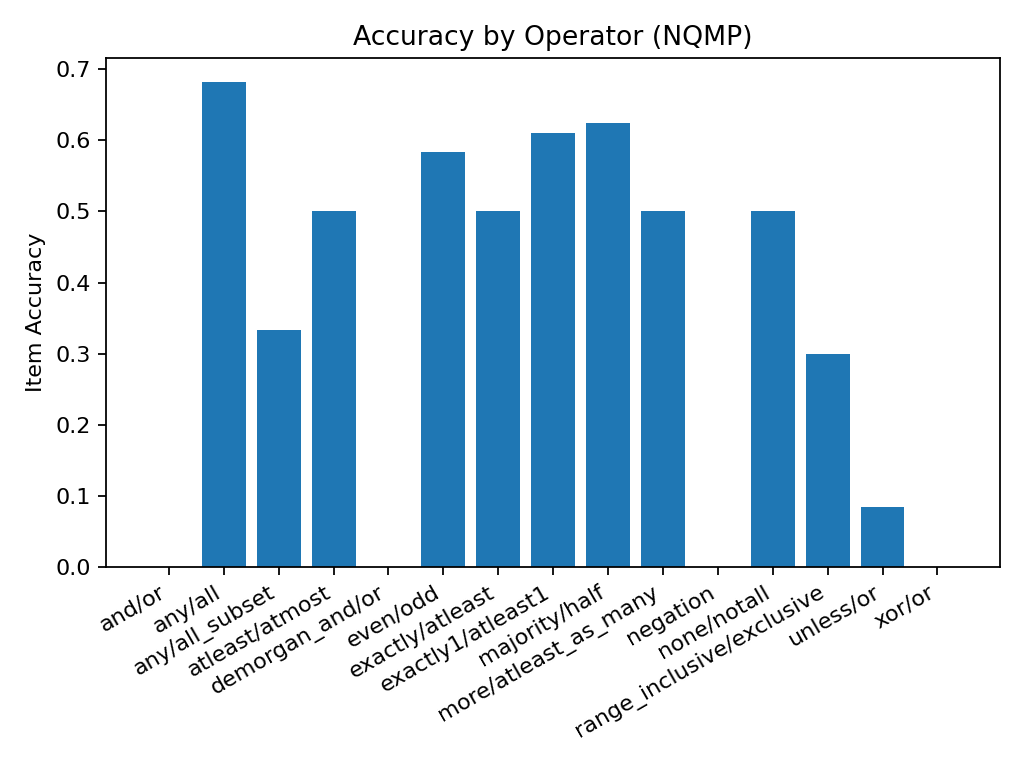 Accuracy by Operator (NQMP)
Item Accuracy
0.7
0.6
0.5
0.4
0.3
0.2
0.1
0.0
and/or
any/all
any/all_subset
atleast/atmost
demorgan_and/or
even/odd
exactly/atleast
exactly1/atleast1
majority/half
more/atleast_as_many
negation
none/notall
range_inclusive/exclusive
unless/or
xor/or